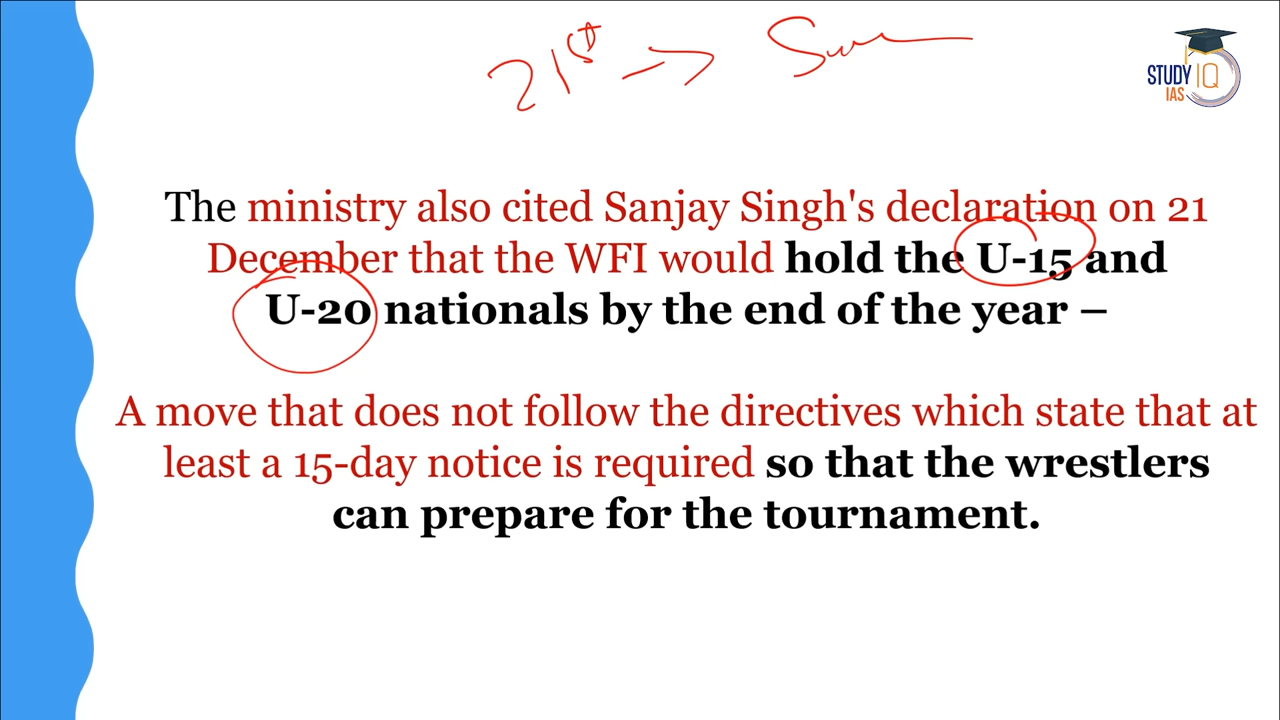 21st →
STUDY IQ
IAS
The ministry also cited Sanjay Singh's declaration on 21
December that the WFI would hold the U-15 and
U-20 nationals by the end of the year –
A move that does not follow the directives which state that at
least a 15-day notice is required so that the wrestlers
can prepare for the tournament.